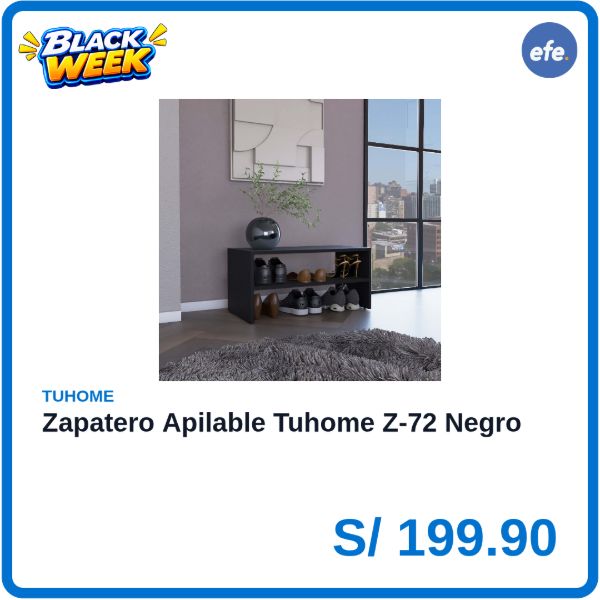 BLACK
WEEK
efe.
TUHOME
Zapatero Apilable Tuhome Z-72 Negro
S/ 199.90